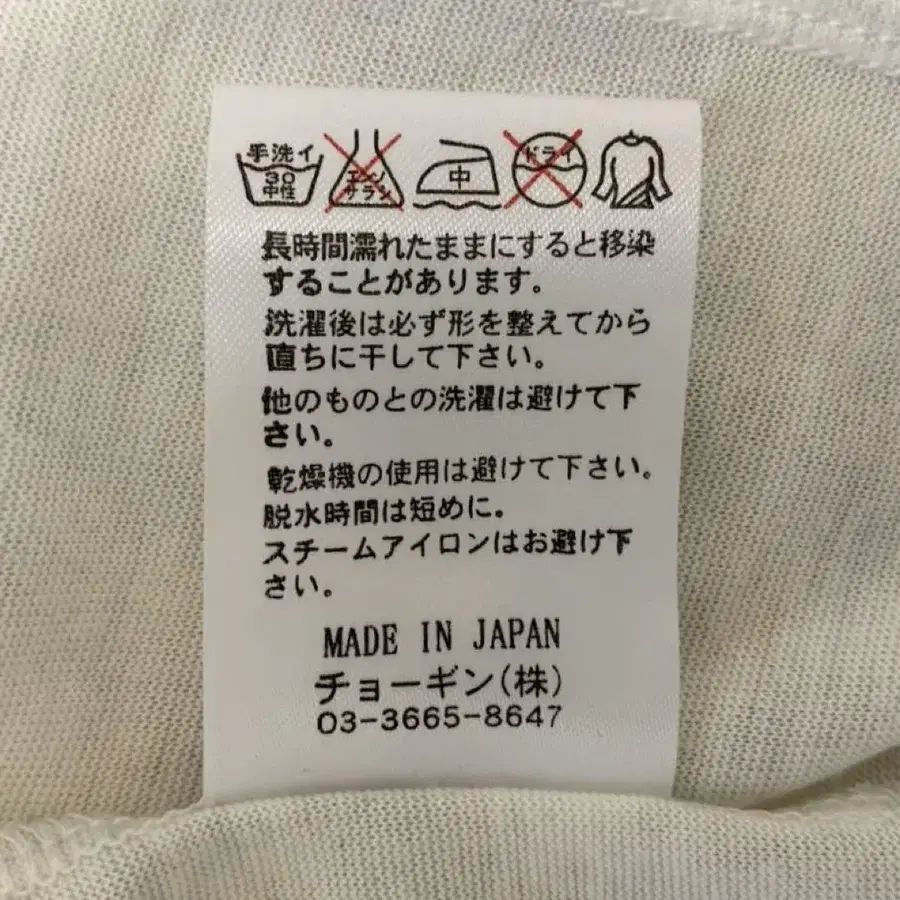 手洗イ
30
中性
エンソ
サラシ
中
ドライ
長時間濡れたままにすると移染
することがあります。
洗濯後は必ず形を整えてから
直ちに干して下さい。
他のものとの洗濯は避けて下
さい。
乾燥機の使用は避けて下さい。
脱水時間は短めに。
スチームアイロンはお避け下
さい。
MADE IN JAPAN
チョーギン(株)
03-3665-8647